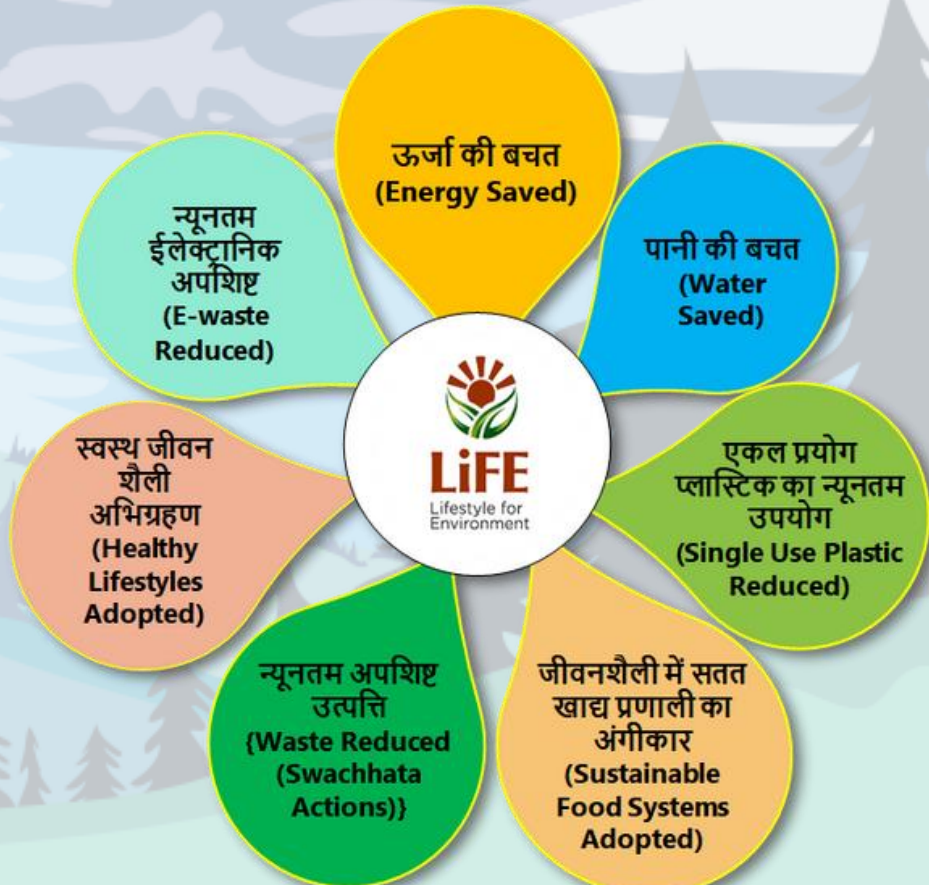 ऊर्जा की बचत
(Energy Saved)
पानी की बचत
(Water
Saved)
एकल प्रयोग
प्लास्टिक का न्यूनतम
उपयोग
(Single Use Plastic
Reduced)
जीवनशैली में सतत
खाद्य प्रणाली का
अंगीकार
(Sustainable
Food Systems
Adopted)
न्यूनतम अपशिष्ट
उत्पत्ति
{Waste Reduced
(Swachhata
Actions)}
स्वस्थ जीवन
शैली
अभिग्रहण
(Healthy
Lifestyles
Adopted)
न्यूनतम
ईलेक्ट्रानिक
अपशिष्ट
(E-waste
Reduced)
LiFE
Lifestyle for
Environment